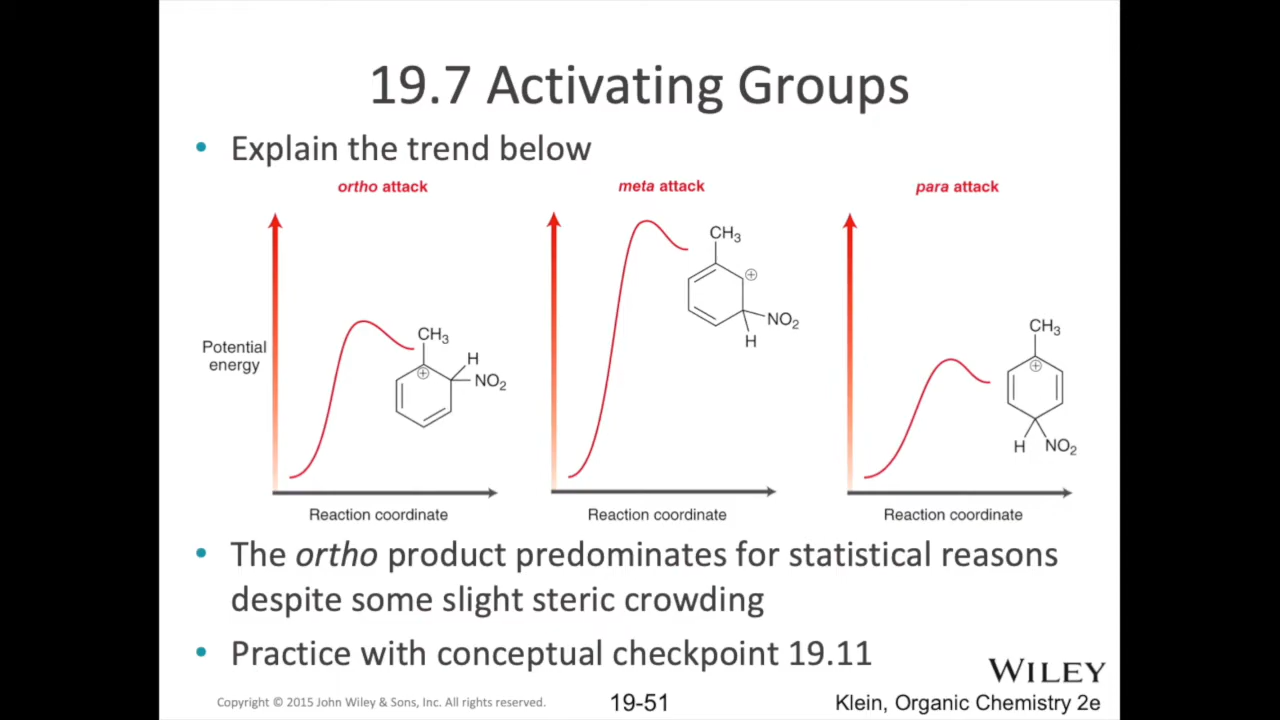 19.7 Activating Groups
• Explain the trend below
ortho attack
meta attack
para attack
Potential
energy
CH₃
⊕
H
NO₂
CH₃
⊕
NO₂
H
CH₃
⊕
H
NO₂
Reaction coordinate
Reaction coordinate
Reaction coordinate
• The ortho product predominates for statistical reasons
despite some slight steric crowding
• Practice with conceptual checkpoint 19.11
WILEY
Copyright © 2015 John Wiley & Sons, Inc. All rights reserved.
19-51
Klein, Organic Chemistry 2e